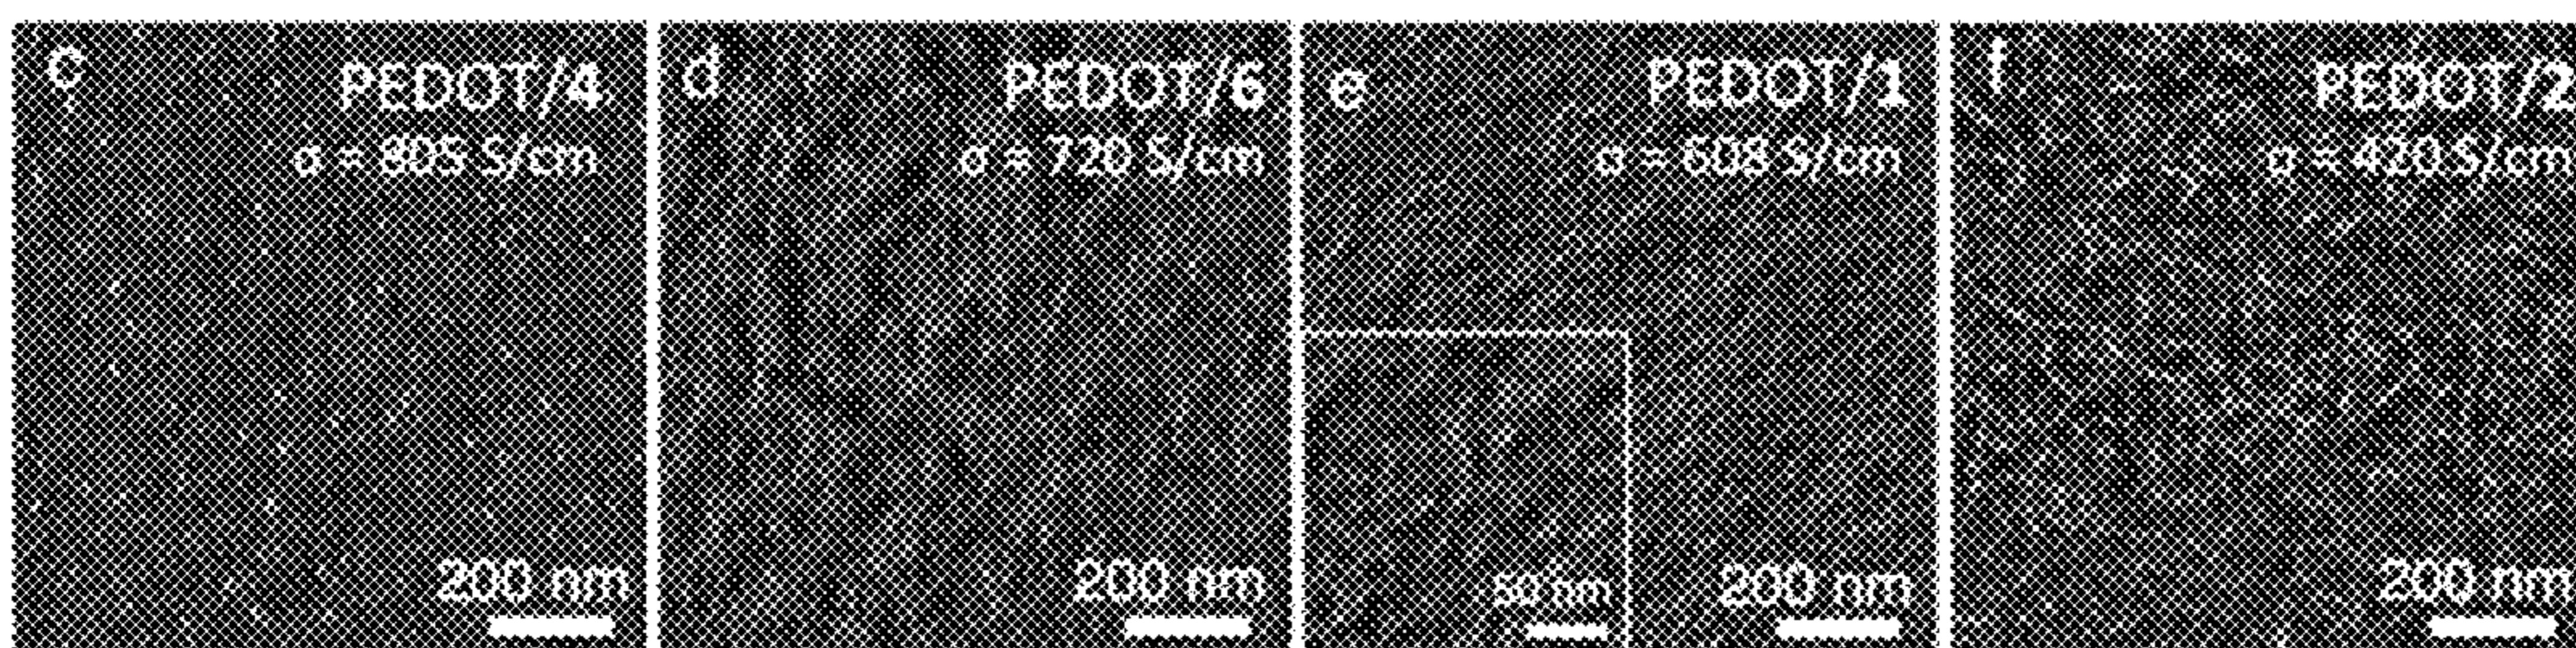 c
PEDOT/4
σ = 805 S/cm
200 nm
d
PEDOT/6
σ = 720 S/cm
200 nm
e
PEDOT/1
σ = 608 S/cm
50 nm
200 nm
f
PEDOT/2
σ = 420 S/cm
200 nm